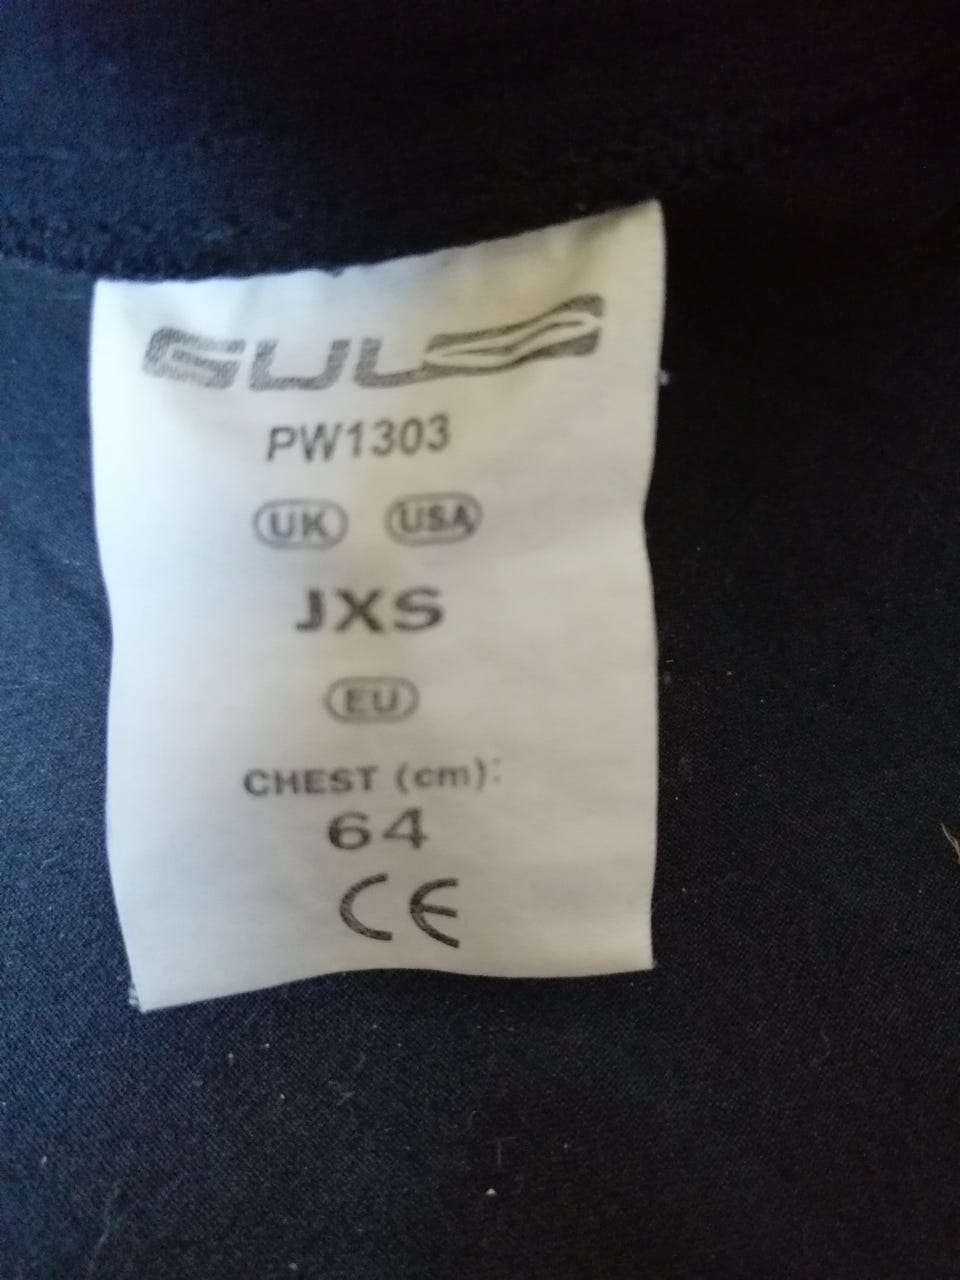 GUL
PW1303
UK USA
JXS
EU
CHEST (cm):
64
CE